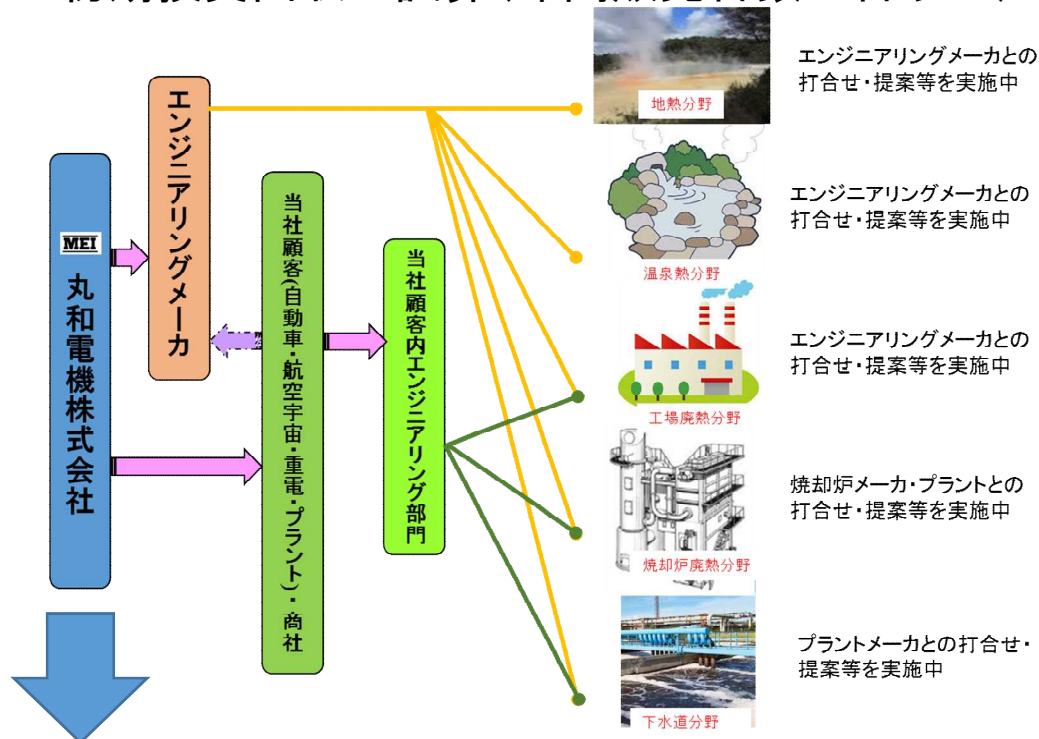 MEI
丸和電機株式会社
エンジニアリングメーカ
当社顧客(自動車・航空宇宙・重電・プラント)・商社
当社顧客内エンジニアリング部門
地熱分野
エンジニアリングメーカとの
打合せ・提案等を実施中
温泉熱分野
エンジニアリングメーカとの
打合せ・提案等を実施中
工場廃熱分野
エンジニアリングメーカとの
打合せ・提案等を実施中
焼却炉廃熱分野
焼却炉メーカ・プラントとの
打合せ・提案等を実施中
下水道分野
プラントメーカとの打合せ・
提案等を実施中